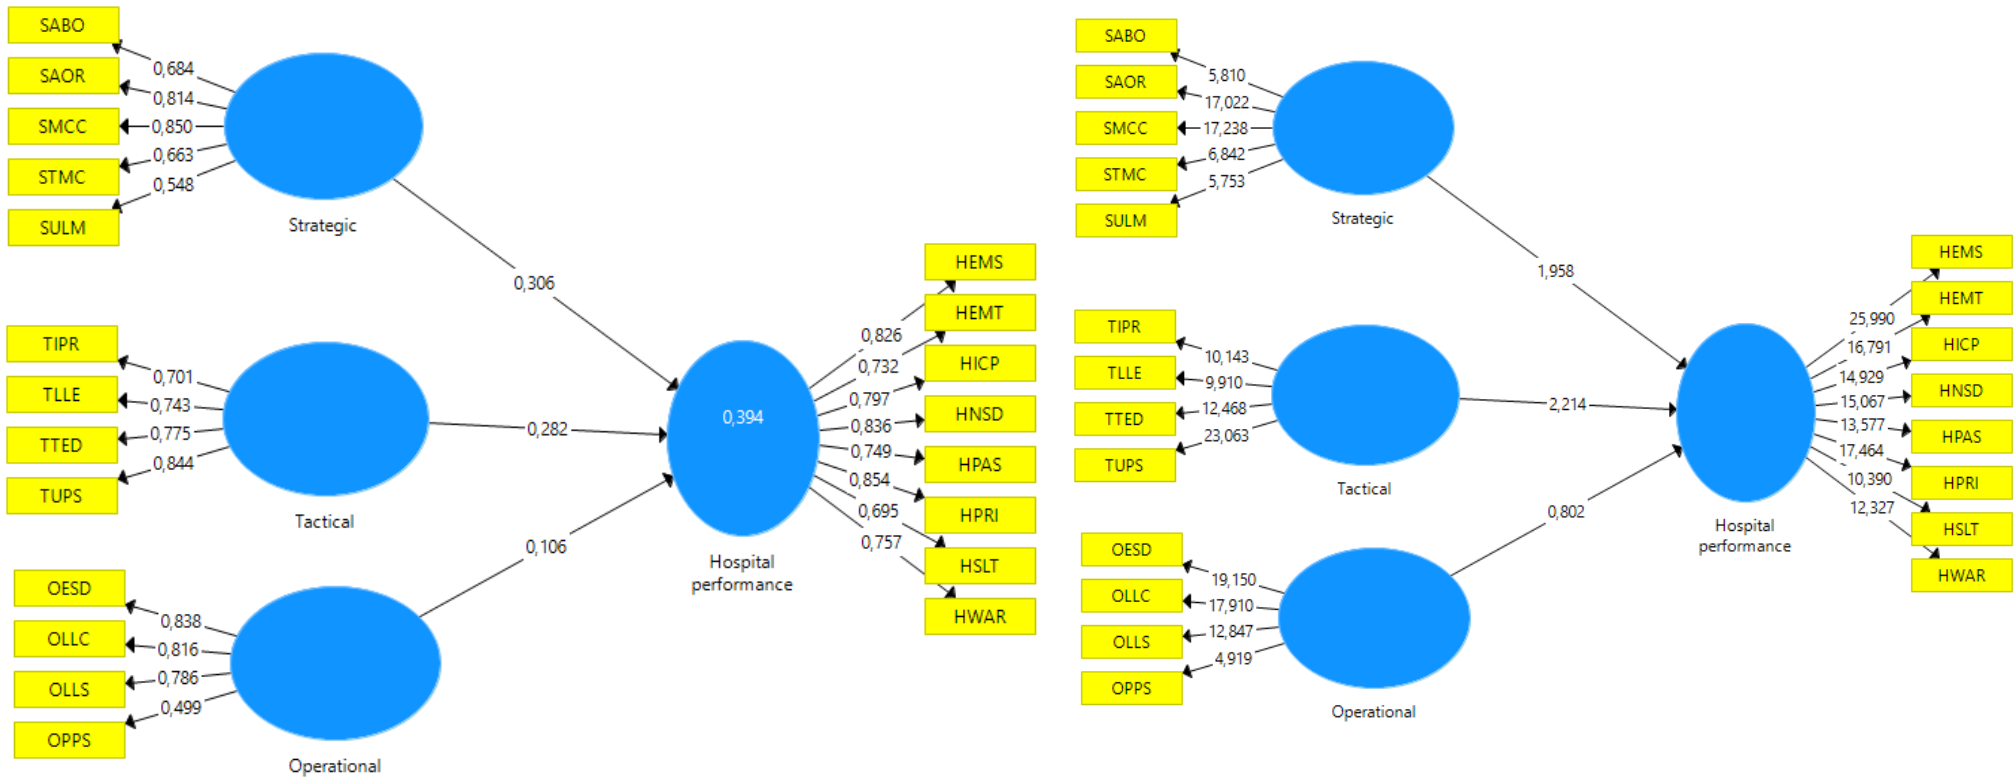 SABO
SAOR
SMCC
STMC
SULM
0,684
0,814
0,850
0,663
0,548
Strategic
0,306
TIPR
TLLE
TTED
TUPS
0,701
0,743
0,775
0,844
Tactical
0,282
OESD
OLLC
OLLS
OPPS
0,838
0,816
0,786
0,499
Operational
0,106
0,394
Hospital
performance
0,826
0,732
0,797
0,836
0,749
0,854
0,695
0,757
HEMS
HEMT
HICP
HNSD
HPAS
HPRI
HSLT
HWAR
SABO
SAOR
SMCC
STMC
SULM
5,810
17,022
17,238
6,842
5,753
Strategic
1,958
TIPR
TLLE
TTED
TUPS
10,143
9,910
12,468
23,063
Tactical
2,214
OESD
OLLC
OLLS
OPPS
19,150
17,910
12,847
4,919
Operational
0,802
Hospital
performance
25,990
16,791
14,929
15,067
13,577
17,464
10,390
12,327
HEMS
HEMT
HICP
HNSD
HPAS
HPRI
HSLT
HWAR